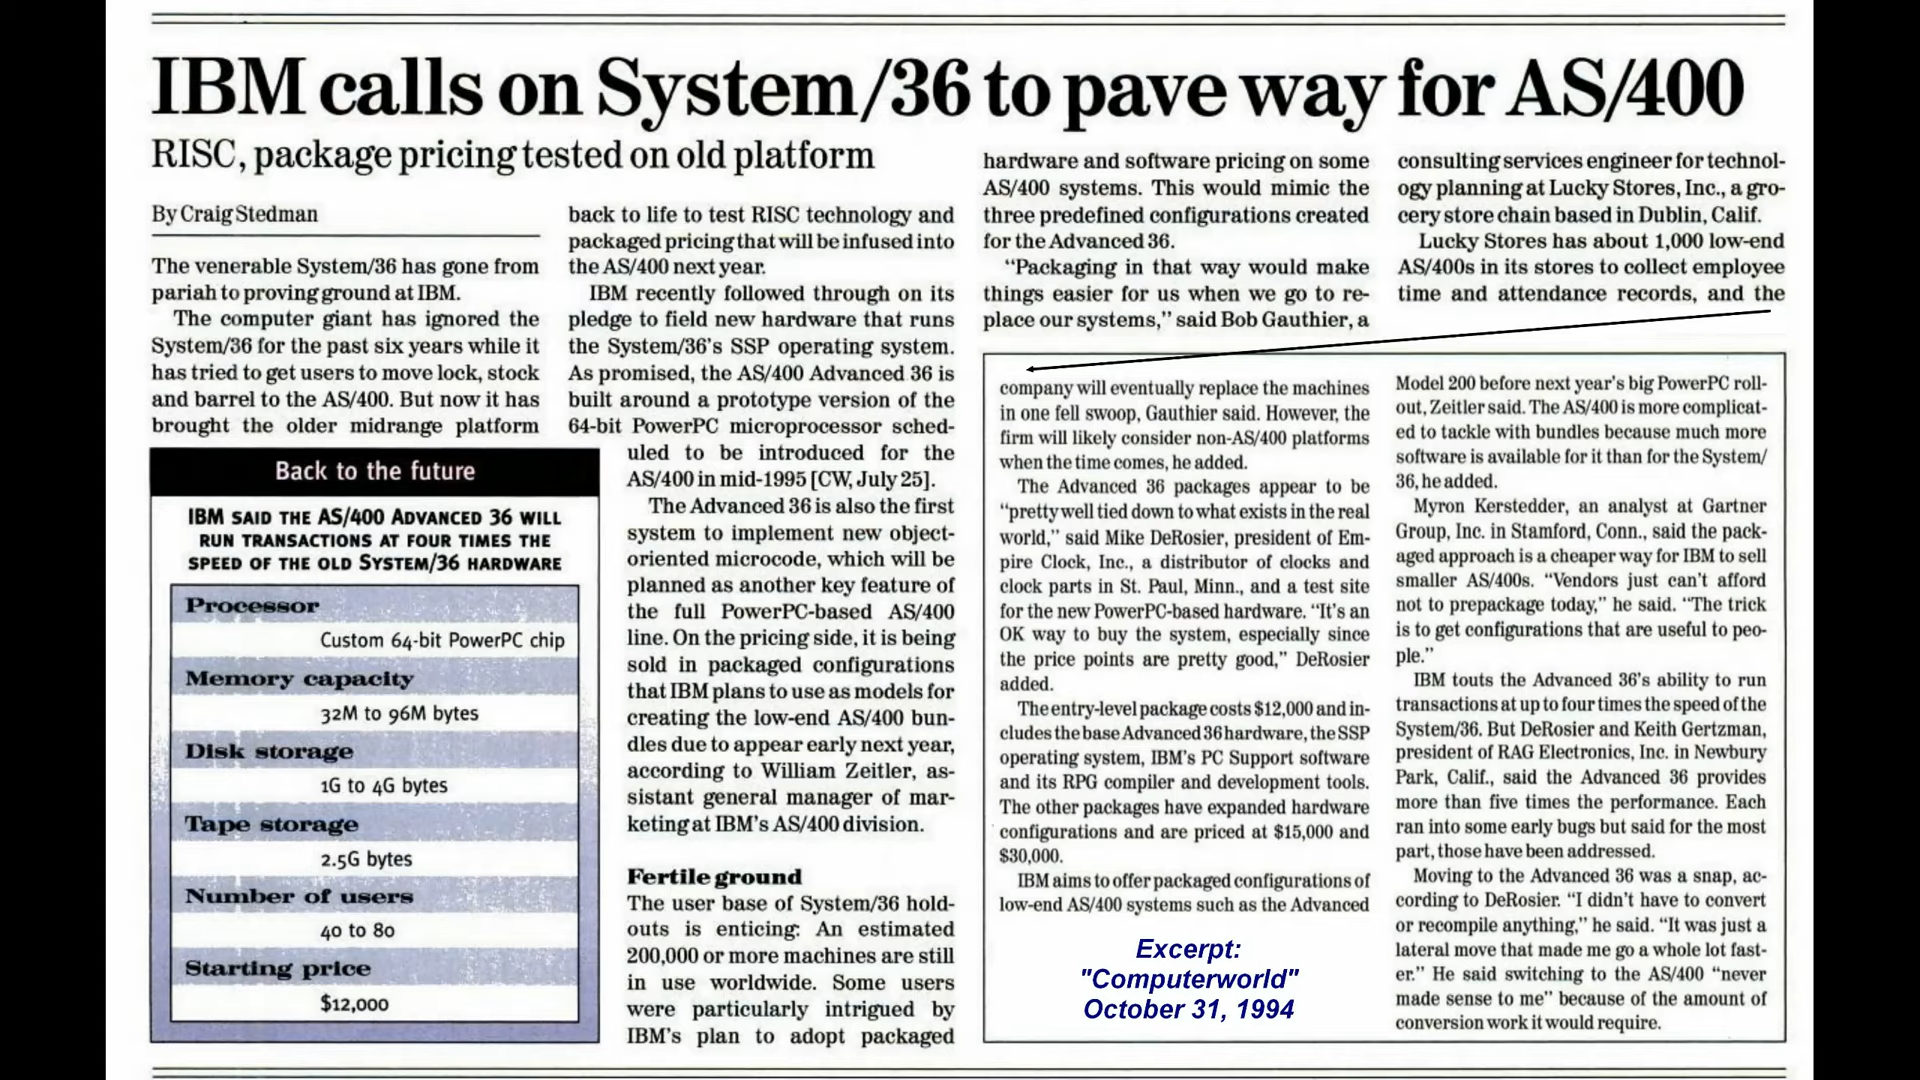 IBM calls on System/36 to pave way for AS/400
RISC, package pricing tested on old platform
By Craig Stedman
The venerable System/36 has gone from
pariah to proving ground at IBM.
The computer giant has ignored the
System/36 for the past six years while it
has tried to get users to move lock, stock
and barrel to the AS/400. But now it has
brought the older midrange platform
back to life to test RISC technology and
packaged pricing that will be infused into
the AS/400 next year.
IBM recently followed through on its
pledge to field new hardware that runs
the System/36's SSP operating system.
As promised, the AS/400 Advanced 36 is
built around a prototype version of the
64-bit PowerPC microprocessor sched-
uled to be introduced for the
AS/400 in mid-1995 [CW, July 25].
The Advanced 36 is also the first
system to implement new object-
oriented microcode, which will be
planned as another key feature of
the full PowerPC-based AS/400
line. On the pricing side, it is being
sold in packaged configurations
that IBM plans to use as models for
creating the low-end AS/400 bun-
dles due to appear early next year,
according to William Zeitler, as-
sistant general manager of mar-
keting at IBM's AS/400 division.
Fertile ground
The user base of System/36 hold-
outs is enticing: An estimated
200,000 or more machines are still
in use worldwide. Some users
were particularly intrigued by
IBM's plan to adopt packaged
Back to the future
IBM SAID THE AS/400 ADVANCED 36 WILL
RUN TRANSACTIONS AT FOUR TIMES THE
SPEED OF THE OLD SYSTEM/36 HARDWARE
Processor
Custom 64-bit PowerPC chip
Memory capacity
32M to 96M bytes
Disk storage
1G to 4G bytes
Tape storage
2.5G bytes
Number of users
40 to 80
Starting price
$12,000
hardware and software pricing on some
AS/400 systems. This would mimic the
three predefined configurations created
for the Advanced 36.
"Packaging in that way would make
things easier for us when we go to re-
place our systems," said Bob Gauthier, a
consulting services engineer for technol-
ogy planning at Lucky Stores, Inc., a gro-
cery store chain based in Dublin, Calif.
Lucky Stores has about 1,000 low-end
AS/400s in its stores to collect employee
time and attendance records, and the
company will eventually replace the machines
in one fell swoop, Gauthier said. However, the
firm will likely consider non-AS/400 platforms
when the time comes, he added.
The Advanced 36 packages appear to be
"pretty well tied down to what exists in the real
world," said Mike DeRosier, president of Em-
pire Clock, Inc., a distributor of clocks and
clock parts in St. Paul, Minn., and a test site
for the new PowerPC-based hardware. "It's an
OK way to buy the system, especially since
the price points are pretty good," DeRosier
added.
The entry-level package costs $12,000 and in-
cludes the base Advanced 36 hardware, the SSP
operating system, IBM's PC Support software
and its RPG compiler and development tools.
The other packages have expanded hardware
configurations and are priced at $15,000 and
$30,000.
IBM aims to offer packaged configurations of
low-end AS/400 systems such as the Advanced
Model 200 before next year's big PowerPC roll-
out, Zeitler said. The AS/400 is more complicat-
ed to tackle with bundles because much more
software is available for it than for the System/
36, he added.
Myron Kerstedder, an analyst at Gartner
Group, Inc. in Stamford, Conn., said the pack-
aged approach is a cheaper way for IBM to sell
smaller AS/400s. "Vendors just can't afford
not to prepackage today," he said. "The trick
is to get configurations that are useful to peo-
ple."
IBM touts the Advanced 36's ability to run
transactions at up to four times the speed of the
System/36. But DeRosier and Keith Gertzman,
president of RAG Electronics, Inc. in Newbury
Park, Calif., said the Advanced 36 provides
more than five times the performance. Each
ran into some early bugs but said for the most
part, those have been addressed.
Moving to the Advanced 36 was a snap, ac-
cording to DeRosier. "I didn't have to convert
or recompile anything," he said. "It was just a
lateral move that made me go a whole lot fast-
er." He said switching to the AS/400 "never
made sense to me" because of the amount of
conversion work it would require.
Excerpt:
"Computerworld"
October 31, 1994